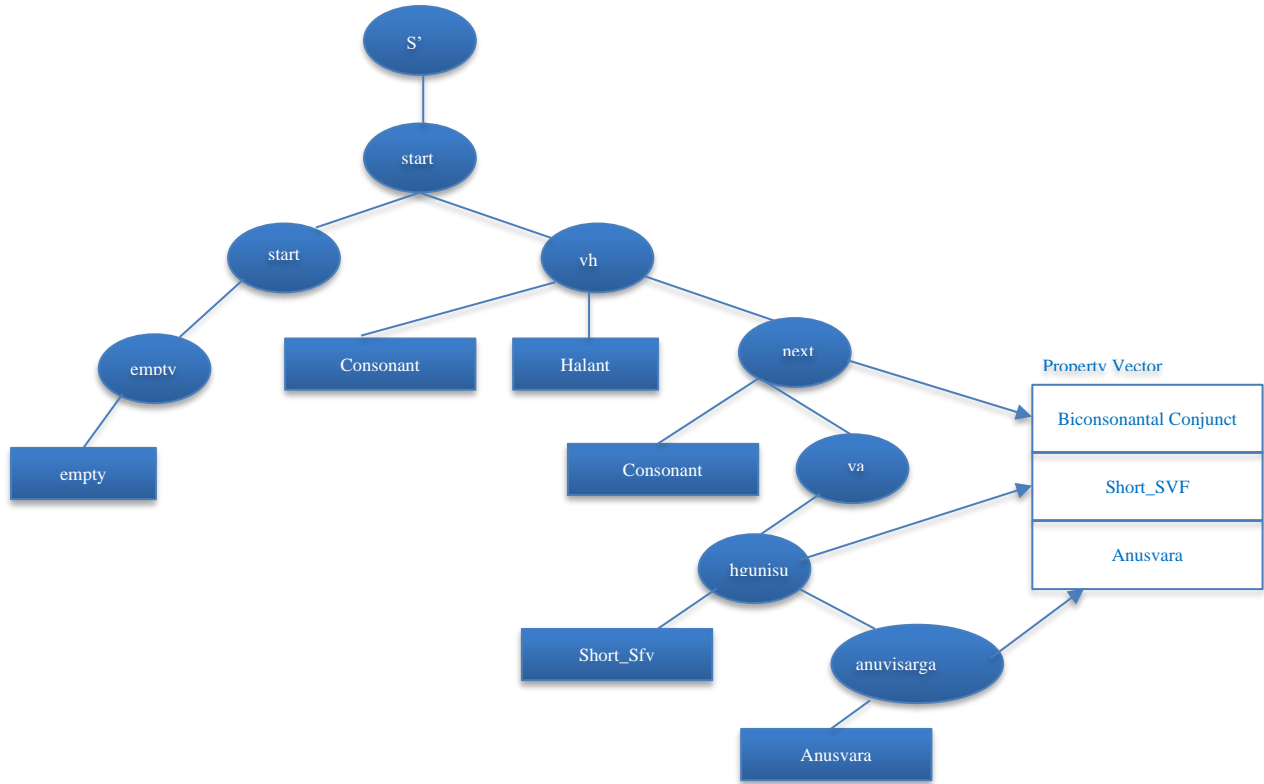 S’
start
start
vh
empty
Consonant
Halant
next
Property Vector
Biconsonantal Conjunct
empty
Consonant
va
Short_SVF
Anusvara
hgunisu
Short_Sfv
anuvisarga
Anusvara